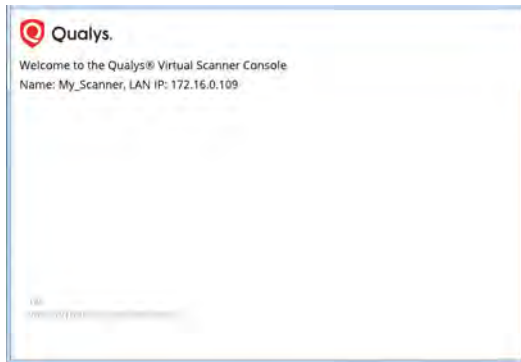 Qualys.
Welcome to the Qualys® Virtual Scanner Console
Name: My_Scanner, LAN IP: 172.16.0.109